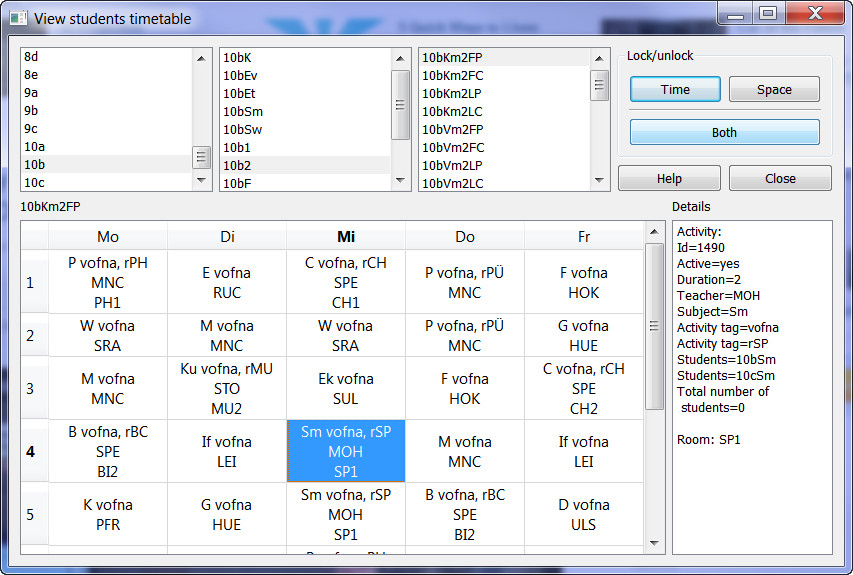 View students timetable
8d
8e
9a
9b
9c
10a
10b
10c
10bK
10bEv
10bEt
10bSm
10bSw
10b1
10b2
10bF
10bKm2FP
10bKm2FC
10bKm2LP
10bKm2LC
10bVm2FP
10bVm2FC
10bVm2LP
10bVm2LC
Lock/unlock
Time Space
Both
Help Close
10bKm2FP
Mo Di Mi Do Fr
1
P vofna, rPH
MNC
PH1
E vofna
RUC
C vofna, rCH
SPE
CH1
P vofna, rPÜ
MNC
F vofna
HOK
2
W vofna
SRA
M vofna
MNC
W vofna
SRA
P vofna, rPÜ
MNC
G vofna
HUE
3
M vofna
MNC
Ku vofna, rMU
STO
MU2
Ek vofna
SUL
F vofna
HOK
C vofna, rCH
SPE
CH2
4
B vofna, rBC
SPE
BI2
If vofna
LEI
Sm vofna, rSP
MOH
SP1
M vofna
MNC
If vofna
LEI
5
K vofna
PFR
G vofna
HUE
Sm vofna, rSP
MOH
SP1
B vofna, rBC
SPE
BI2
D vofna
ULS
Details
Activity:
Id=1490
Active=yes
Duration=2
Teacher=MOH
Subject=Sm
Activity tag=vofna
Activity tag=rSP
Students=10bSm
Students=10cSm
Total number of
students=0
Room: SP1